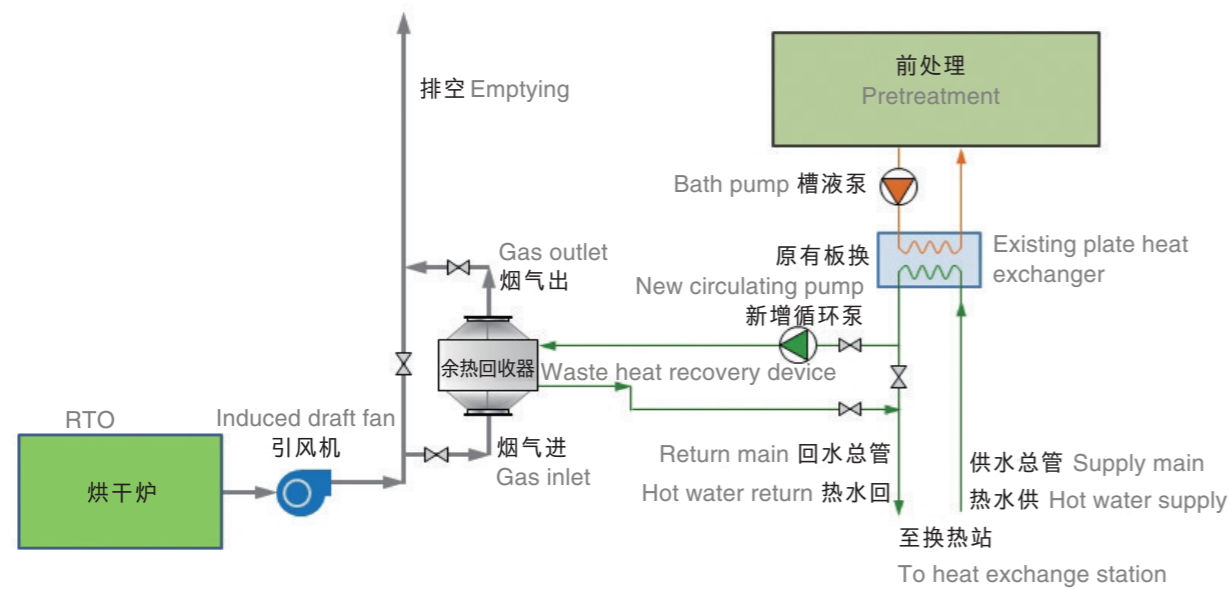 排空 Emptying
前处理
Pretreatment
Bath pump 槽液泵
Gas outlet
烟气出
原有板换
Existing plate heat
exchanger
New circulating pump
新增循环泵
余热回收器
Waste heat recovery device
RTO
烘干炉
Induced draft fan
引风机
烟气进
Gas inlet
Return main 回水总管
Hot water return 热水回
供水总管 Supply main
热水供 Hot water supply
至换热站
To heat exchange station